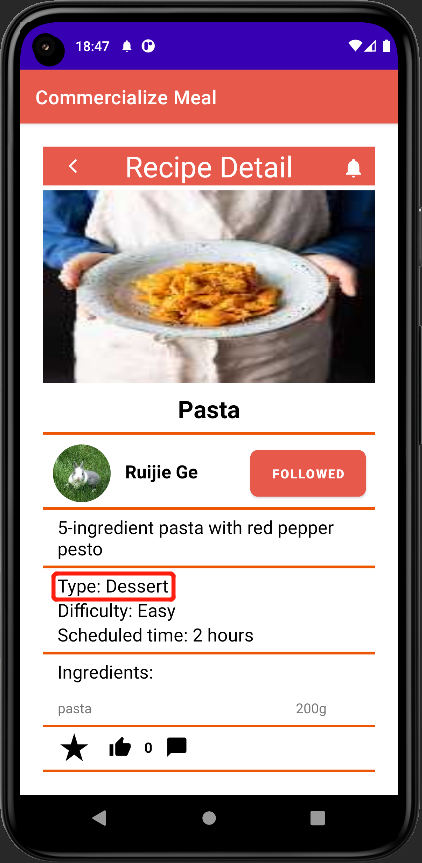 18:47
Commercialize Meal
Recipe Detail
Pasta
Ruijie Ge
FOLLOWED
5-ingredient pasta with red pepper
pesto
Type: Dessert
Difficulty: Easy
Scheduled time: 2 hours
Ingredients:
pasta 200g
0